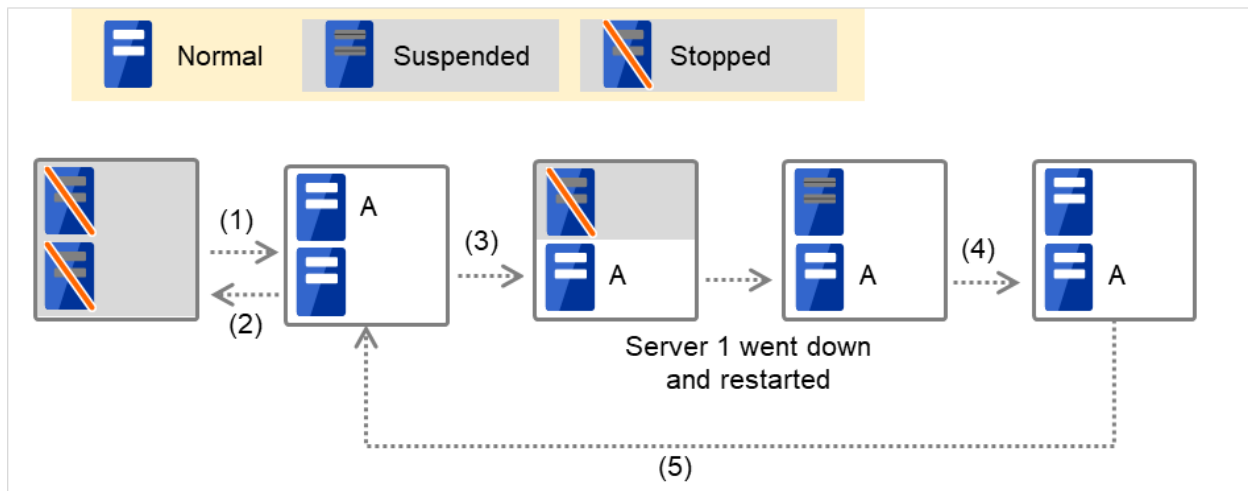 Normal
Suspended
Stopped
(1)
(2)
A
(3)
A
Server 1 went down
and restarted
A
(4)
A
(5)